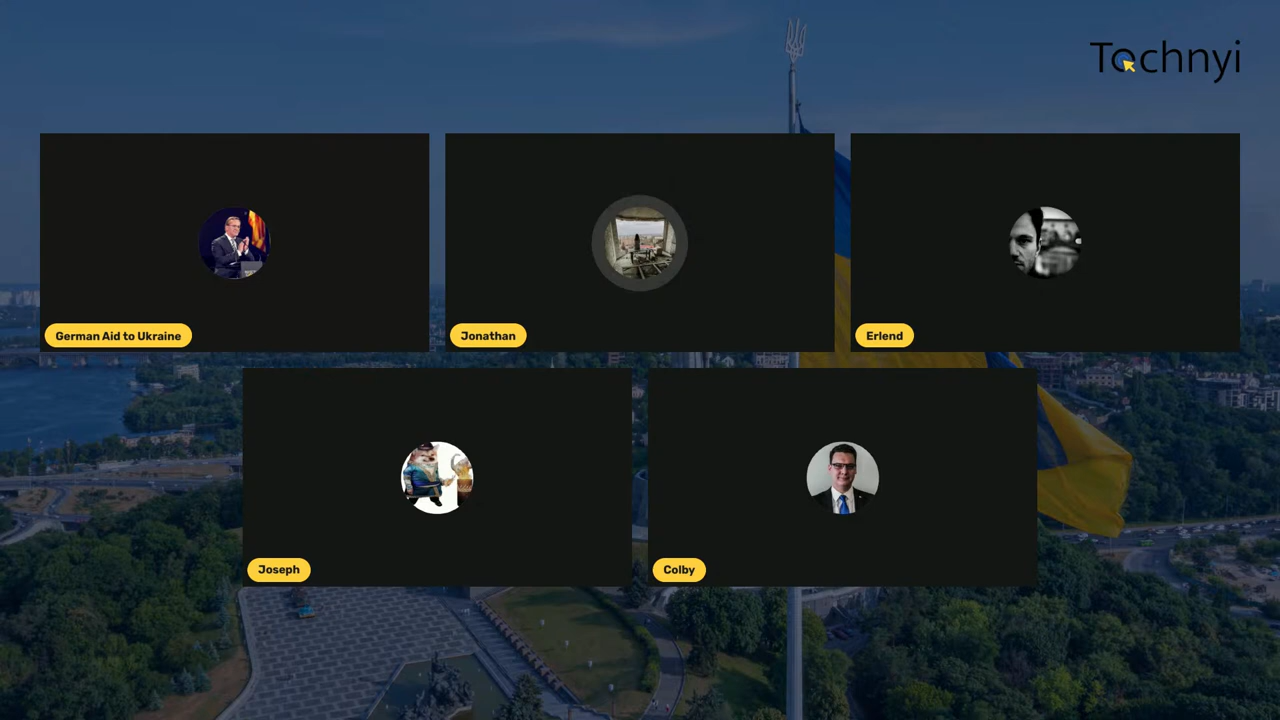 Tochnyi
German Aid to Ukraine
Jonathan
Erlend
Joseph
Colby